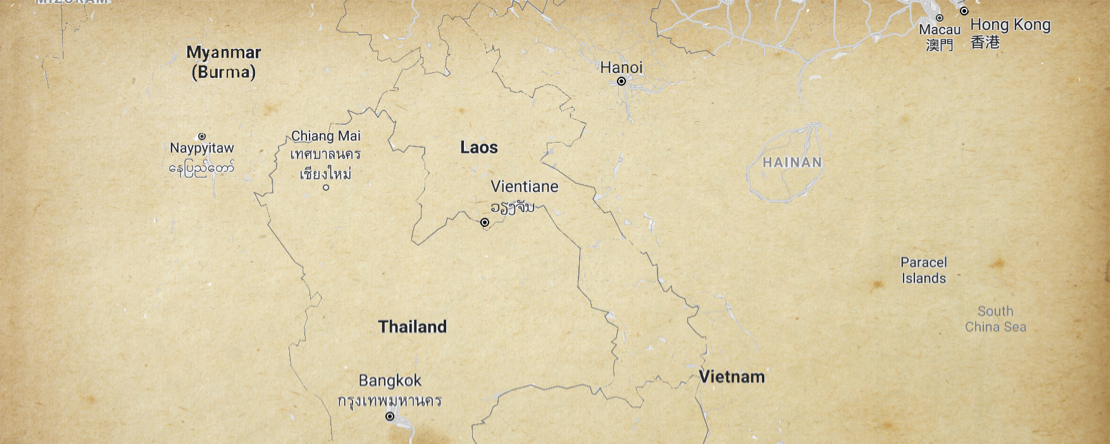 MIZORAM
Hong Kong
香港
Macau
澳門
Myanmar
(Burma)
Hanoi
Naypyitaw
နေပြည်တော်
Chiang Mai
เทศบาลนคร
เชียงใหม่
Laos
HAINAN
Vientiane
ວຽງຈັນ
Paracel
Islands
South
China Sea
Thailand
Vietnam
Bangkok
กรุงเทพมหานคร